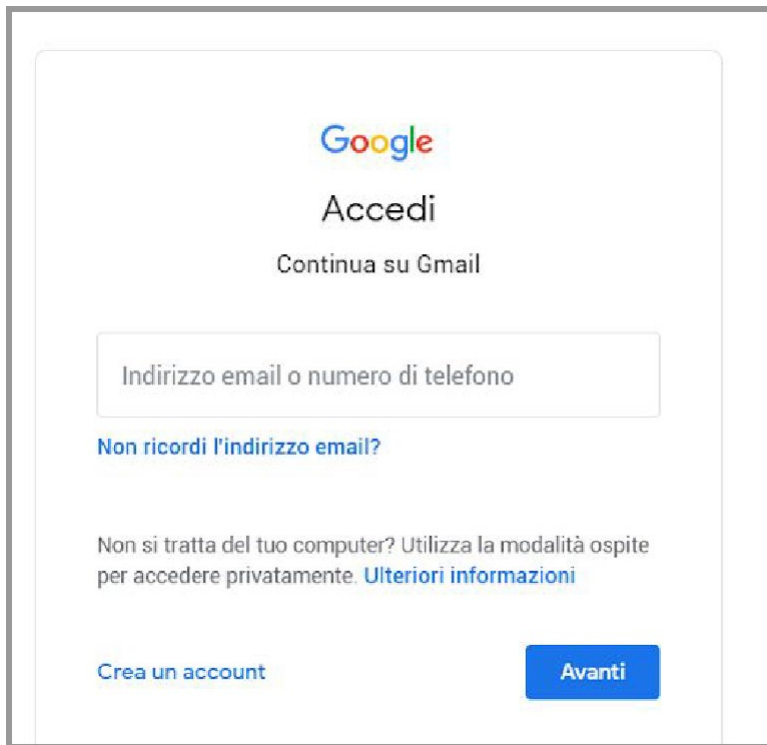 Google
Accedi
Continua su Gmail
Indirizzo email o numero di telefono
Non ricordi l'indirizzo email?
Non si tratta del tuo computer? Utilizza la modalità ospite
per accedere privatamente. Ulteriori informazioni
Crea un account
Avanti